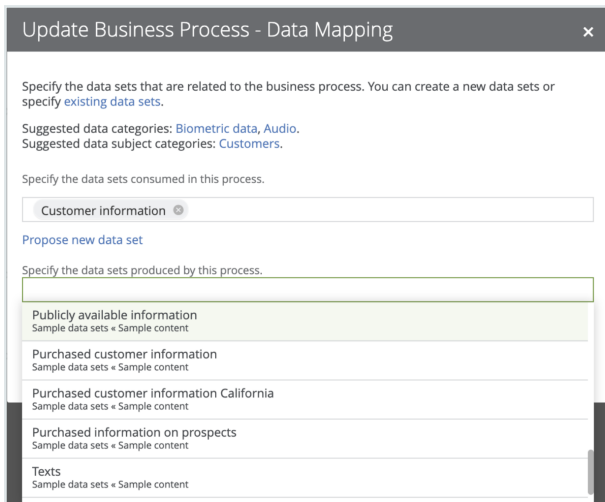 Update Business Process - Data Mapping
Specify the data sets that are related to the business process. You can create a new data sets or
specify existing data sets.
Suggested data categories: Biometric data, Audio.
Suggested data subject categories: Customers.
Specify the data sets consumed in this process.
Customer information
Propose new data set
Specify the data sets produced by this process.
Publicly available information
Sample data sets « Sample content
Purchased customer information
Sample data sets « Sample content
Purchased customer information California
Sample data sets « Sample content
Purchased information on prospects
Sample data sets « Sample content
Texts
Sample data sets « Sample content